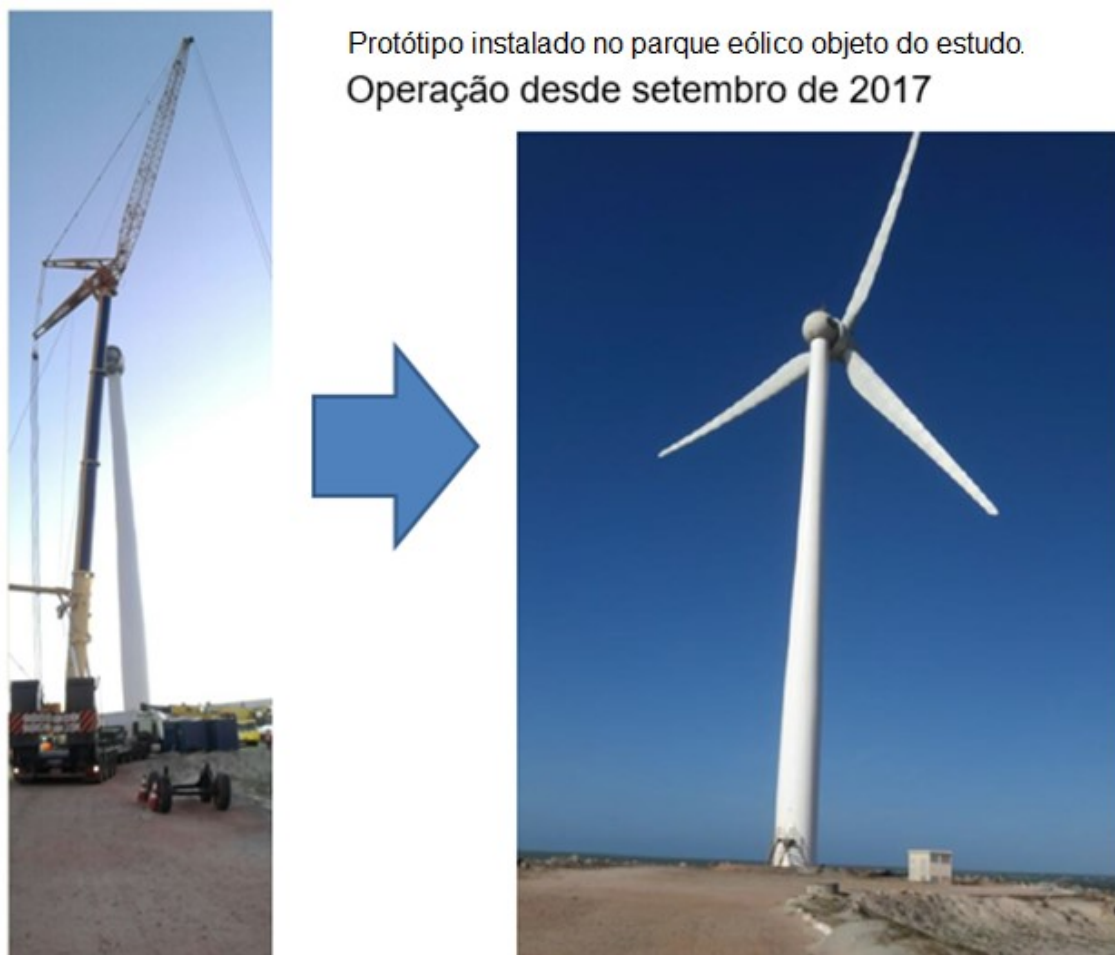 Protótipo instalado no parque eólico objeto do estudo.
Operação desde setembro de 2017